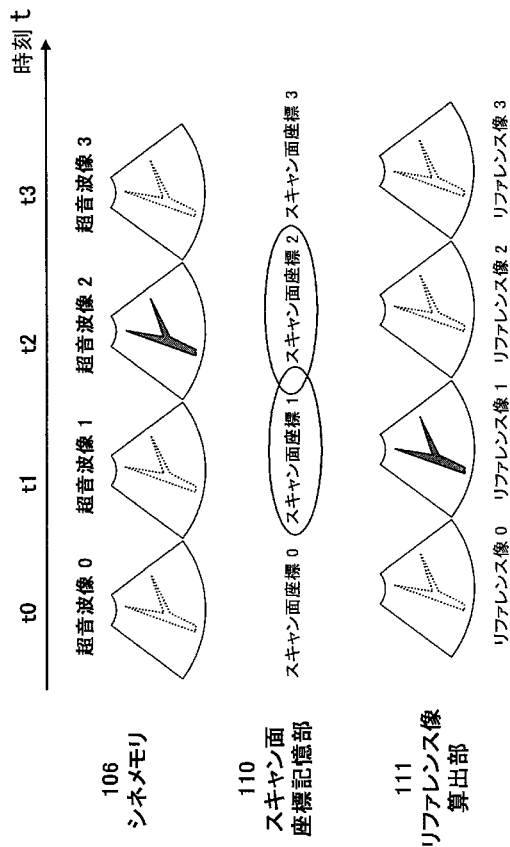 時刻 t
t0 t1 t2 t3
超音波像 0 超音波像 1 超音波像 2 超音波像 3
106
シネメモリ
スキャン面座標 0 スキャン面座標 1 スキャン面座標 2 スキャン面座標 3
110
スキャン面
座標記憶部
111
リファレンス像
算出部
リファレンス像 0 リファレンス像 1 リファレンス像 2 リファレンス像 3